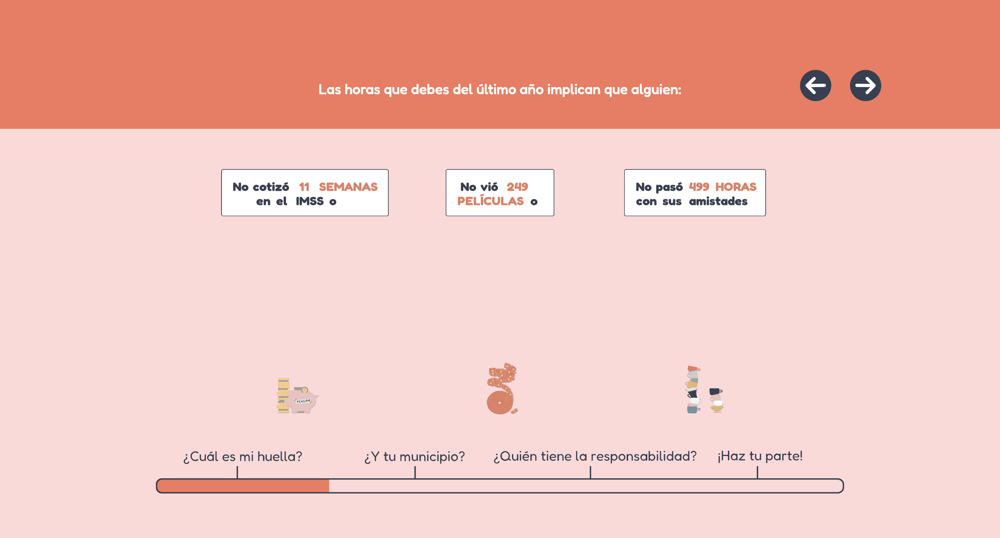 Las horas que debes del último año implican que alguien:
No cotizó 11 SEMANAS
en el IMSS o
No vió 249
PELÍCULAS o
No pasó 499 HORAS
con sus amistades
PENSIÓN
¿Cuál es mi huella?
¿Y tu municipio?
¿Quién tiene la responsabilidad?
¡Haz tu parte!